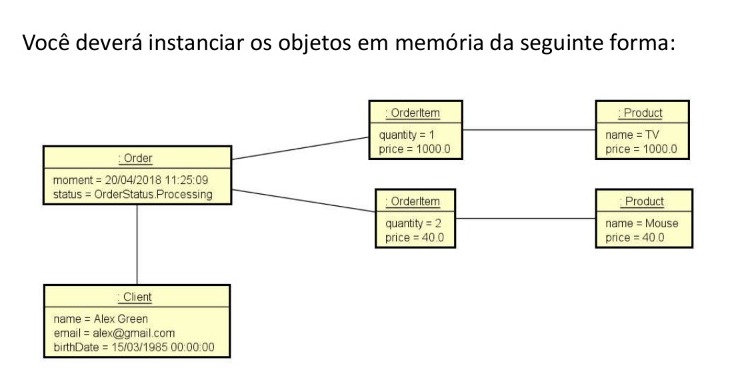 Você deverá instanciar os objetos em memória da seguinte forma:
: OrderItem
quantity = 1
price = 1000.0
: Product
name = TV
price = 1000.0
: Order
moment = 20/04/2018 11:25:09
status = OrderStatus.Processing
: OrderItem
quantity = 2
price = 40.0
: Product
name = Mouse
price = 40.0
: Client
name = Alex Green
email = alex@gmail.com
birthDate = 15/03/1985 00:00:00